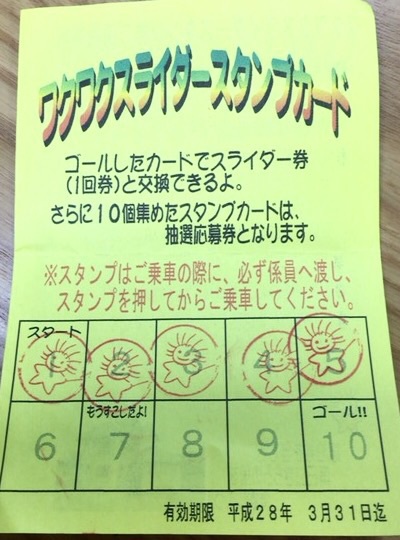 ワクワクスライダースタンプカード
ゴールしたカードでスライダー券
(1回券)と交換できるよ。
さらに10個集めたスタンプカードは、
抽選応募券となります。
※スタンプはご乗車の際に、必ず係員へ渡し、
スタンプを押してからご乗車してください。
スタート
1 2 3 4 5
もうすこしだよ! ゴール!!
6 7 8 9 10
有効期限 平成28年 3月31日迄